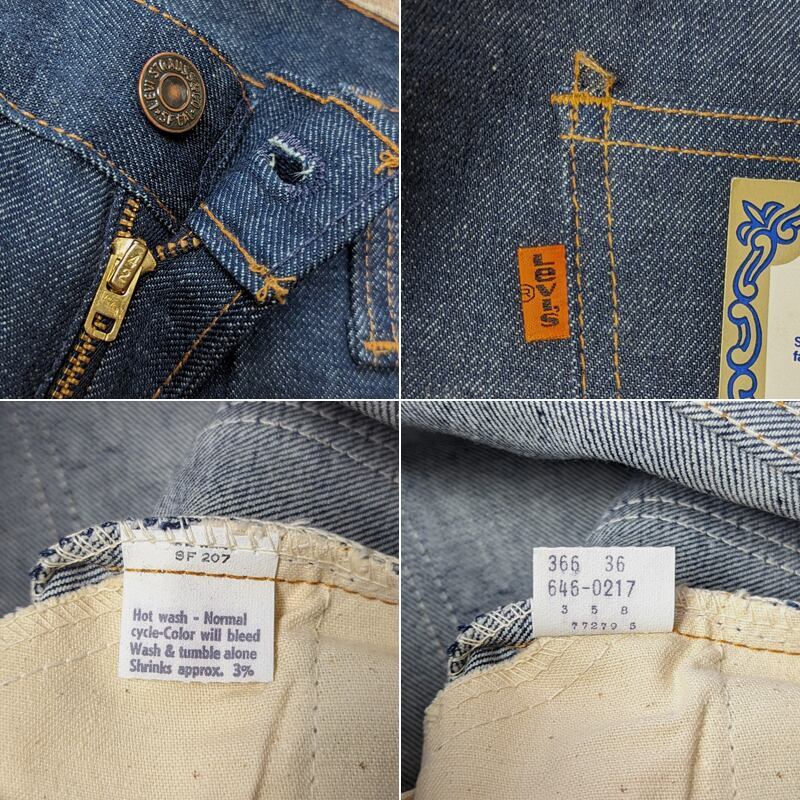 LEVI STRAUSS & CO.
S.F. CAL.
42
LEVI'S
®
SF 207
Hot wash - Normal
cycle-Color will bleed
Wash & tumble alone
Shrinks approx. 3%
366 36
646-0217
3 5 8
77279 5